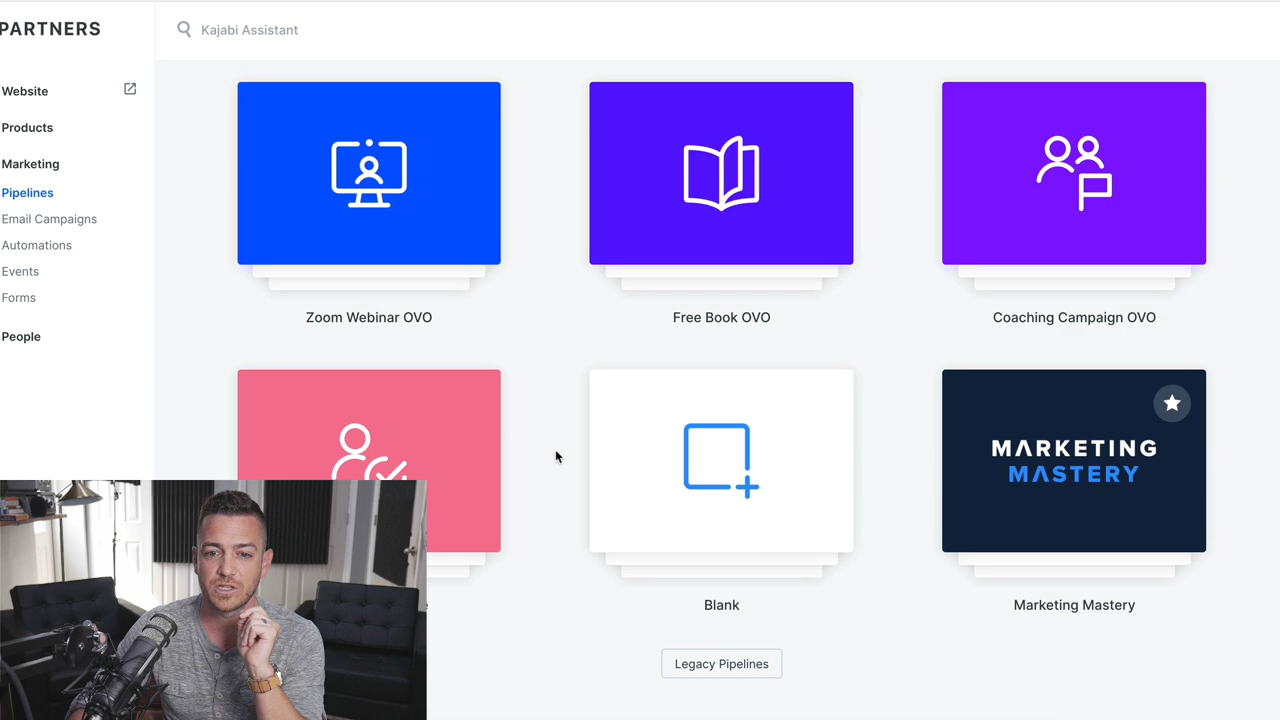 PARTNERS
Kajabi Assistant
Website
Products
Marketing
Pipelines
Email Campaigns
Automations
Events
Forms
People
Zoom Webinar OVO
Free Book OVO
Coaching Campaign OVO
MARKETING
MASTERY
Blank
Marketing Mastery
Legacy Pipelines